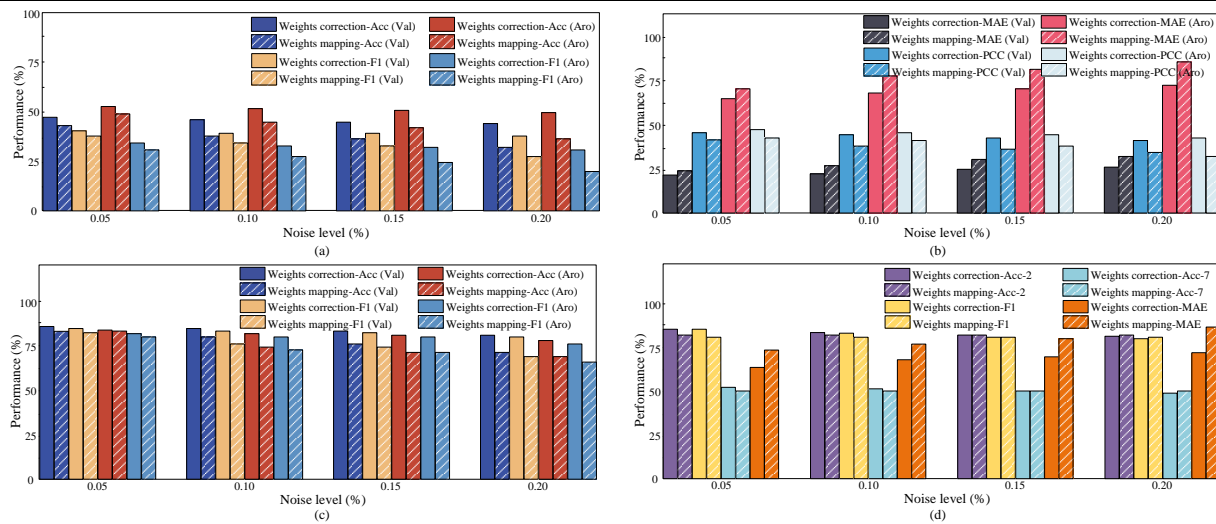 100
75
50
25
0
Performance (%)
Weights correction-Acc (Val)
Weights mapping-Acc (Val)
Weights correction-F1 (Val)
Weights mapping-F1 (Val)
Weights correction-Acc (Aro)
Weights mapping-Acc (Aro)
Weights correction-F1 (Aro)
Weights mapping-F1 (Aro)
0.05 0.10 0.15 0.20
Noise level (%)
(a)
100
75
50
25
0
Performance (%)
Weights correction-MAE (Val)
Weights mapping-MAE (Val)
Weights correction-PCC (Val)
Weights mapping-PCC (Val)
Weights correction-MAE (Aro)
Weights mapping-MAE (Aro)
Weights correction-PCC (Aro)
Weights mapping-PCC (Aro)
0.05 0.10 0.15 0.20
Noise level (%)
(b)
100
75
50
25
0
Performance (%)
Weights correction-Acc (Val)
Weights mapping-Acc (Val)
Weights correction-F1 (Val)
Weights mapping-F1 (Val)
Weights correction-Acc (Aro)
Weights mapping-Acc (Aro)
Weights correction-F1 (Aro)
Weights mapping-F1 (Aro)
0.05 0.10 0.15 0.20
Noise level (%)
(c)
100
75
50
25
0
Performance (%)
Weights correction-Acc-2
Weights mapping-Acc-2
Weights correction-F1
Weights mapping-F1
Weights correction-Acc-7
Weights mapping-Acc-7
Weights correction-MAE
Weights mapping-MAE
0.05 0.10 0.15 0.20
Noise level (%)
(d)